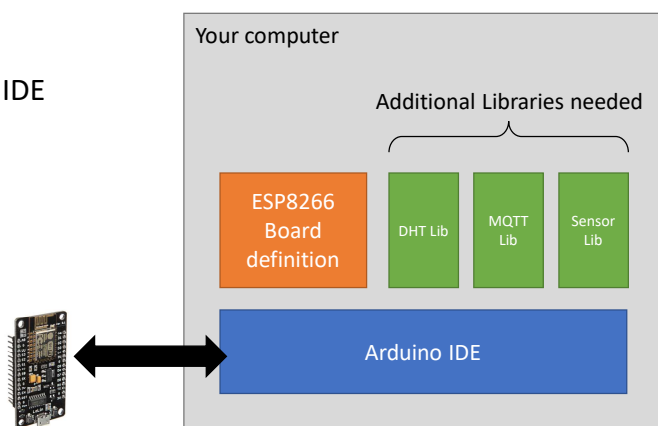 Your computer
IDE
Additional Libraries needed
ESP8266
Board
definition
DHT Lib
MQTT
Lib
Sensor
Lib
Arduino IDE